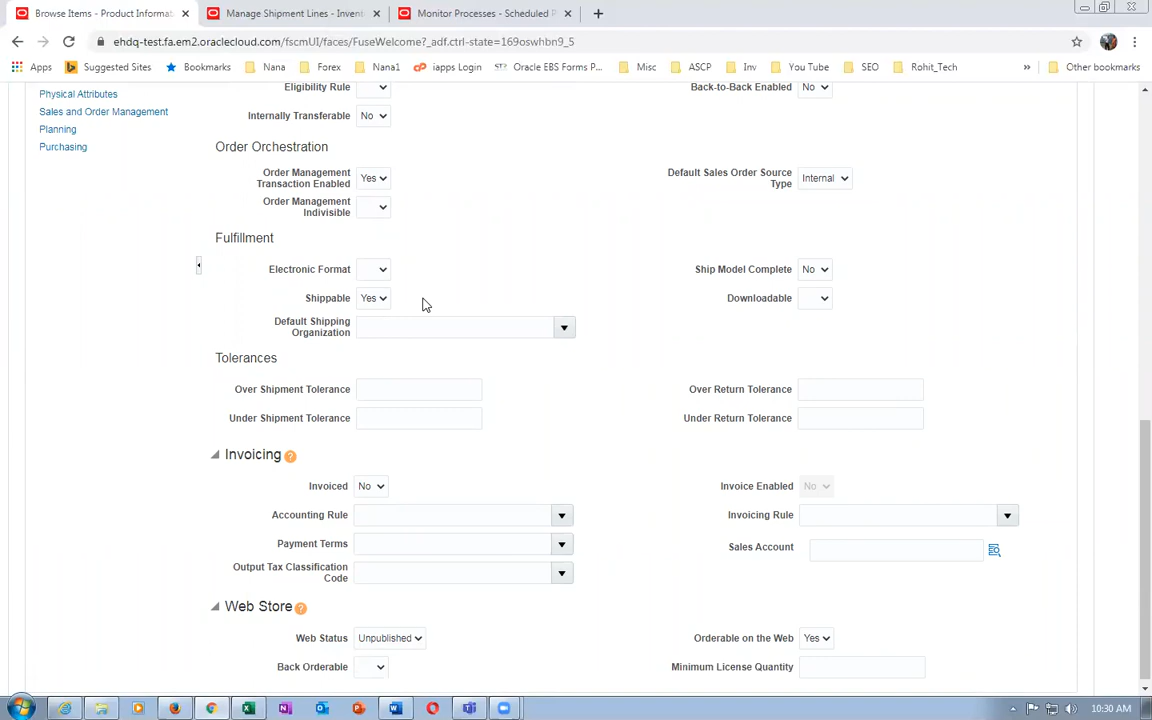 Browse Items - Product Informat
Manage Shipment Lines - Invent
Monitor Processes - Scheduled P
ehdq-test.fa.em2.oraclecloud.com/fscmUI/faces/FuseWelcome?_adf.ctrl-state=169oswhbn9_5
Apps
Suggested Sites
Bookmarks
Nana
Forex
Nana1
iapps Login
Oracle EBS Forms P...
Misc
ASCP
Inv
You Tube
SEO
Rohit_Tech
»
Other bookmarks
Physical Attributes
Sales and Order Management
Planning
Purchasing
Eligibility Rule
Back-to-Back Enabled No
Internally Transferable No
Order Orchestration
Order Management Transaction Enabled Yes
Default Sales Order Source Type Internal
Order Management Indivisible
Fulfillment
Electronic Format
Ship Model Complete No
Shippable Yes
Downloadable
Default Shipping Organization
Tolerances
Over Shipment Tolerance
Over Return Tolerance
Under Shipment Tolerance
Under Return Tolerance
Invoicing
Invoiced No
Invoice Enabled No
Accounting Rule
Invoicing Rule
Payment Terms
Sales Account
Output Tax Classification Code
Web Store
Web Status Unpublished
Orderable on the Web Yes
Back Orderable
Minimum License Quantity
10:30 AM